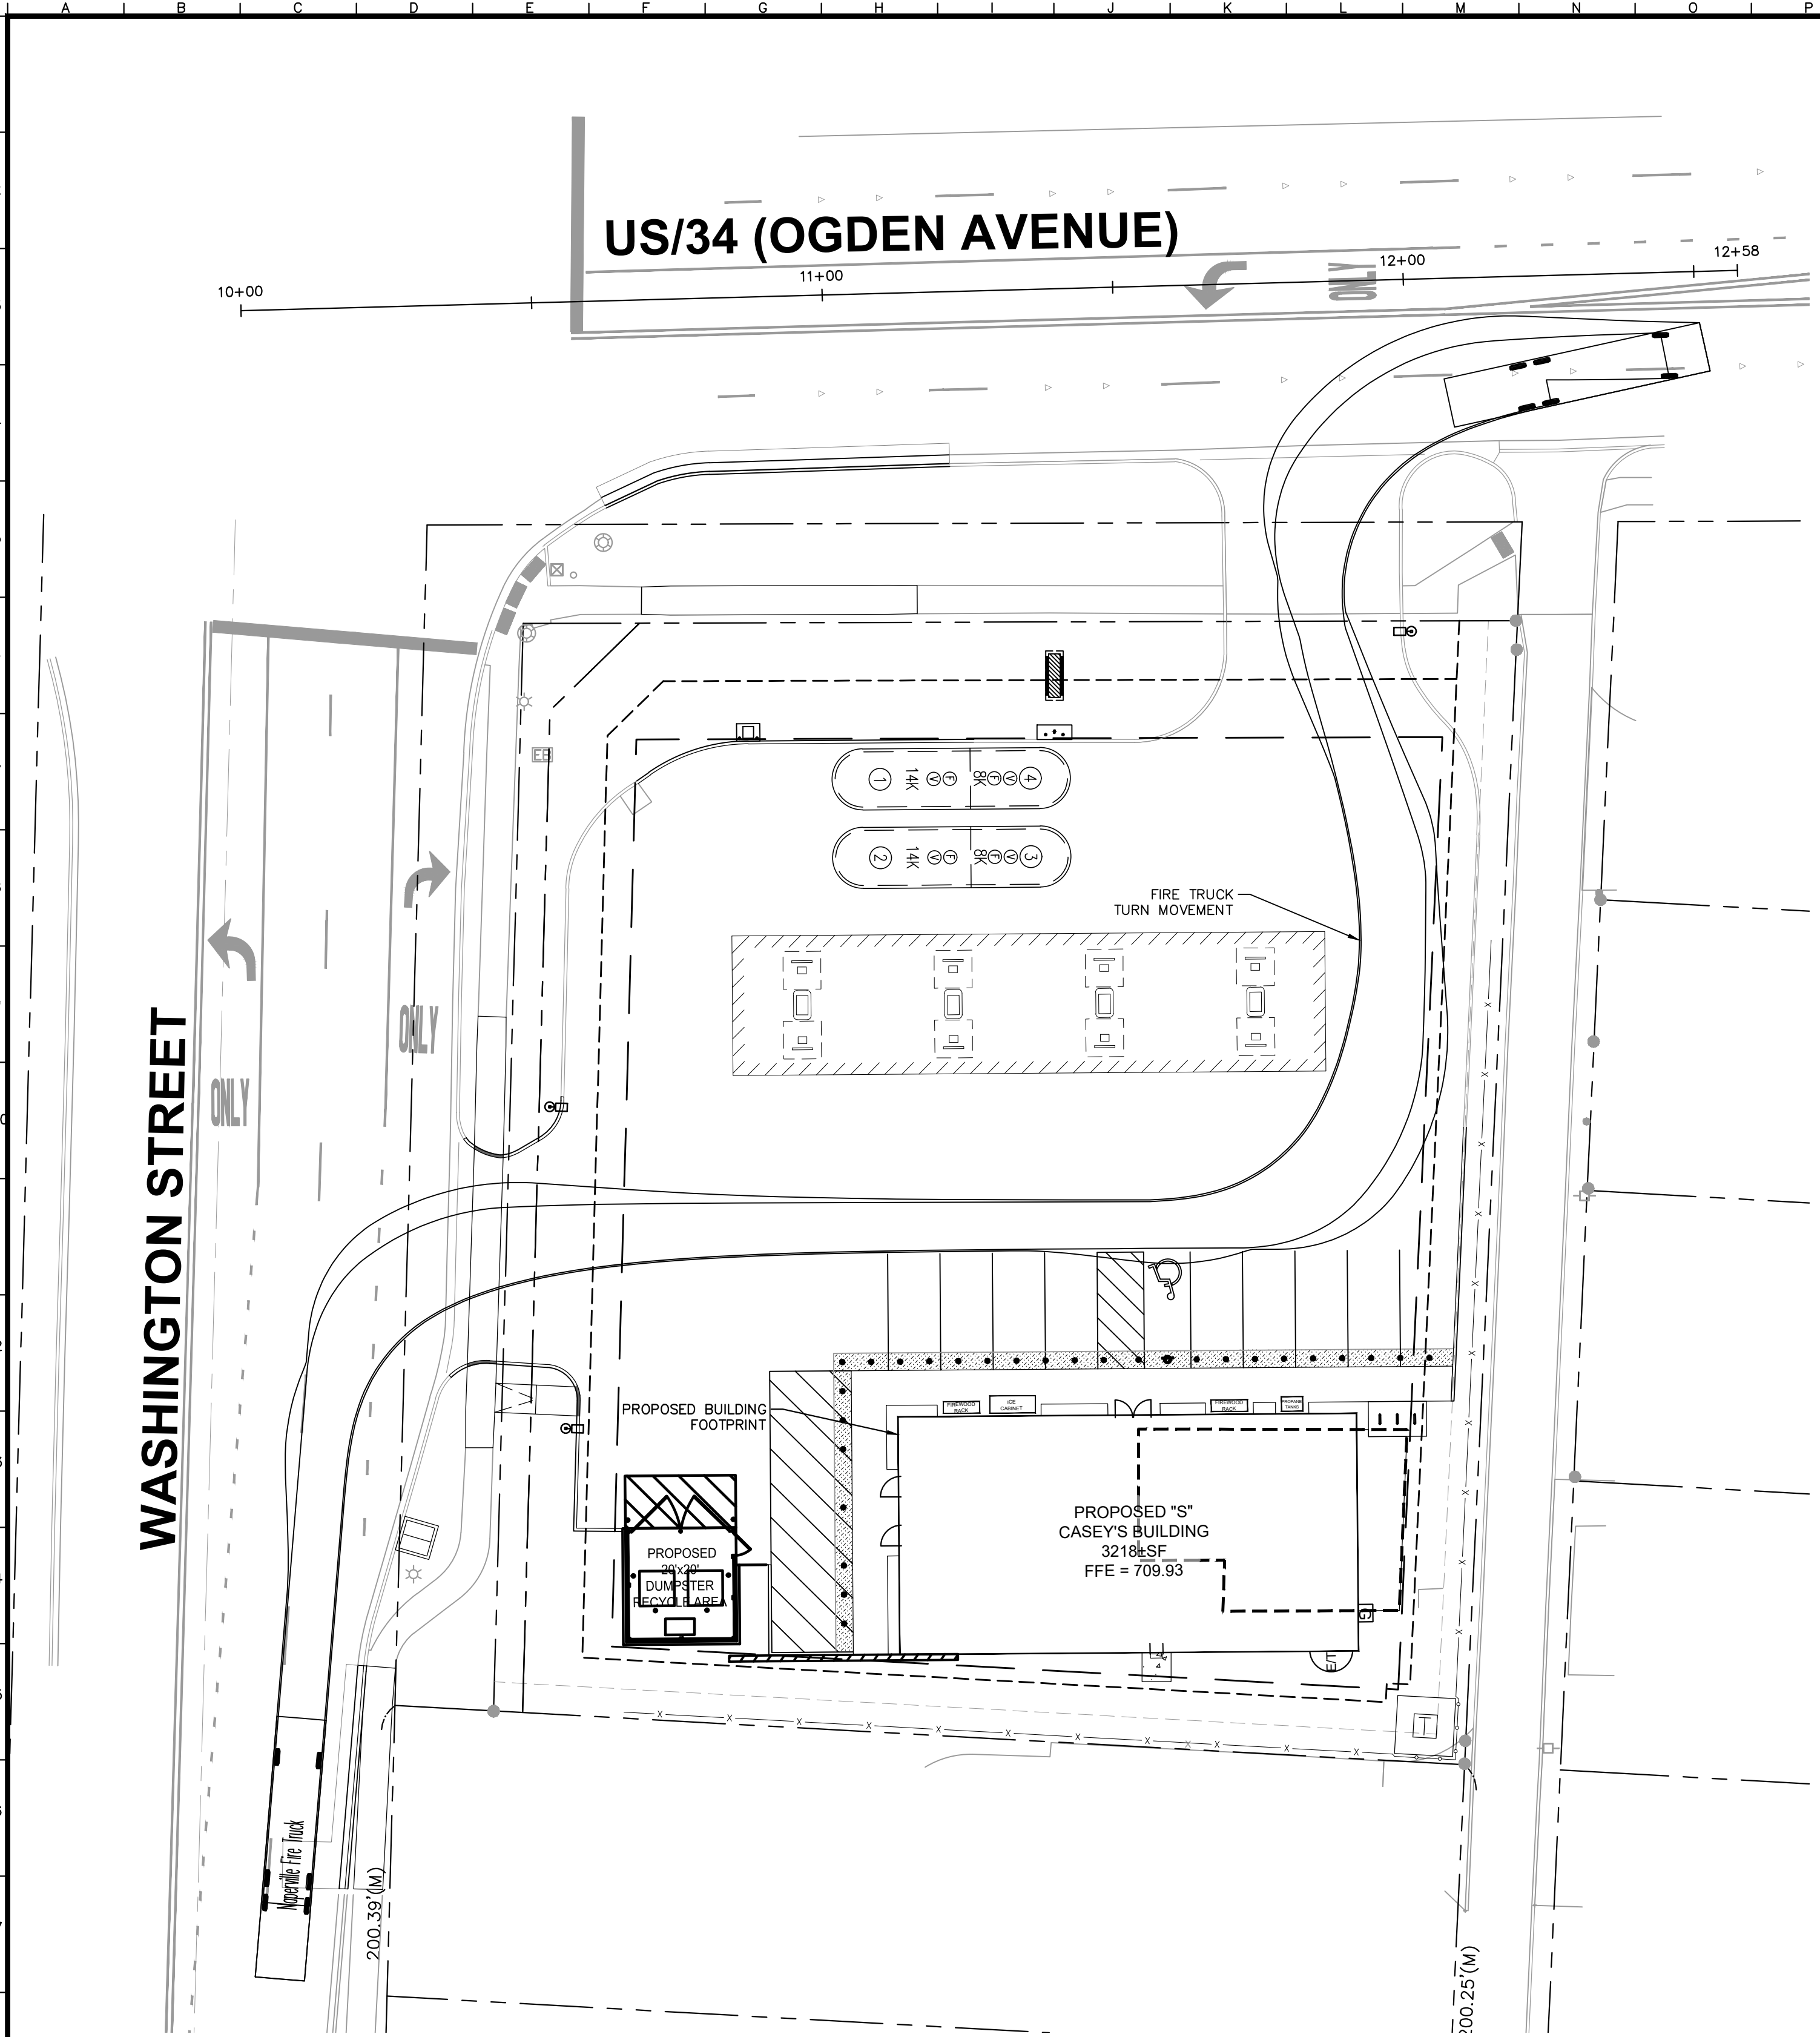 A B C D E F G H I J K L M N O P
US/34 (OGDEN AVENUE)
10+00
11+00
12+00
12+58
ONLY
1 14K V F 8K F V 4
2 14K V F 8K F V 3
FIRE TRUCK
TURN MOVEMENT
WASHINGTON STREET
ONLY
ONLY
PROPOSED BUILDING
FOOTPRINT
FIREWOOD
RACK
ICE
CABINET
FIREWOOD
RACK
PROPANE
TANKS
PROPOSED "S"
CASEY'S BUILDING
3218±SF
FFE = 709.93
PROPOSED
20'x20'
DUMPSTER
RECYCLE AREA
G
E/T
T
Naperville Fire Truck
200.39'(M)
200.25'(M)